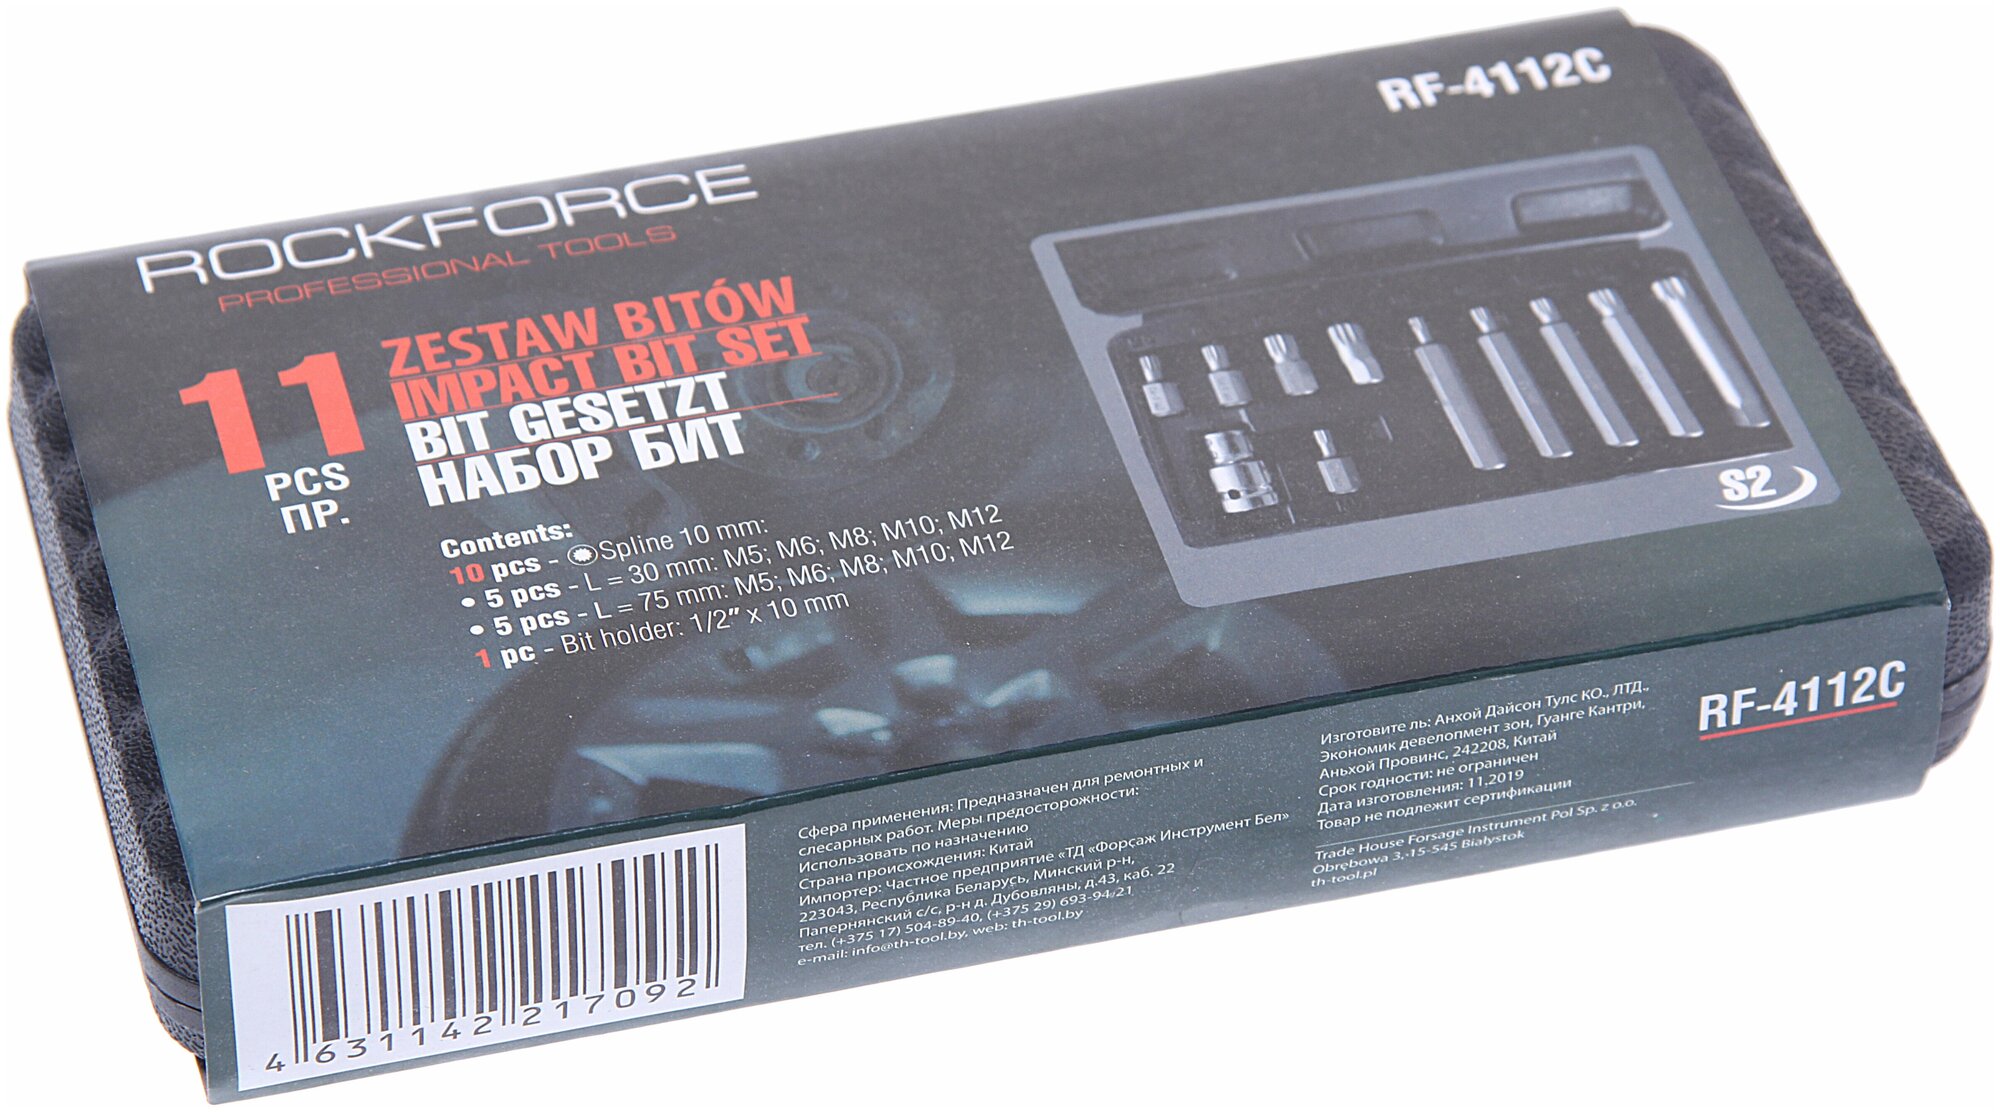 RF-4112C
ROCKFORCE
PROFESSIONAL TOOLS
11
PCS
ПР.
ZESTAW BITÓW
IMPACT BIT SET
BIT GESETZT
НАБОР БИТ
Contents:
10 pcs - Spline 10 mm:
• 5 pcs - L = 30 mm: M5; M6; M8; M10; M12
• 5 pcs - L = 75 mm: M5; M6; M8; M10; M12
1 pc - Bit holder: 1/2" x 10 mm
S2
RF-4112C
4 631142 217092
Сфера применения: Предназначен для ремонтных и
слесарных работ. Меры предосторожности:
Использовать по назначению
Страна происхождения: Китай
Импортер: Частное предприятие «ТД «Форсаж Инструмент Бел»
223043, Республика Беларусь, Минский р-н,
Папернянский с/с, р-н д. Дубовляны, д.43, каб. 22
тел. (+375 17) 504-89-40, (+375 29) 693-94-21
e-mail: info@th-tool.by, web: th-tool.by
Изготовите ль: Анхой Дайсон Тулс КО., ЛТД.,
Экономик девелопмент зон, Гуанге Кантри,
Аньхой Провинс, 242208, Китай
Срок годности: не ограничен
Дата изготовления: 11,2019
Товар не подлежит сертификации
Trade House Forsage Instrument Pol Sp. z o.o.
Obrębowa 3,-15-545 Białystok
th-tool.pl